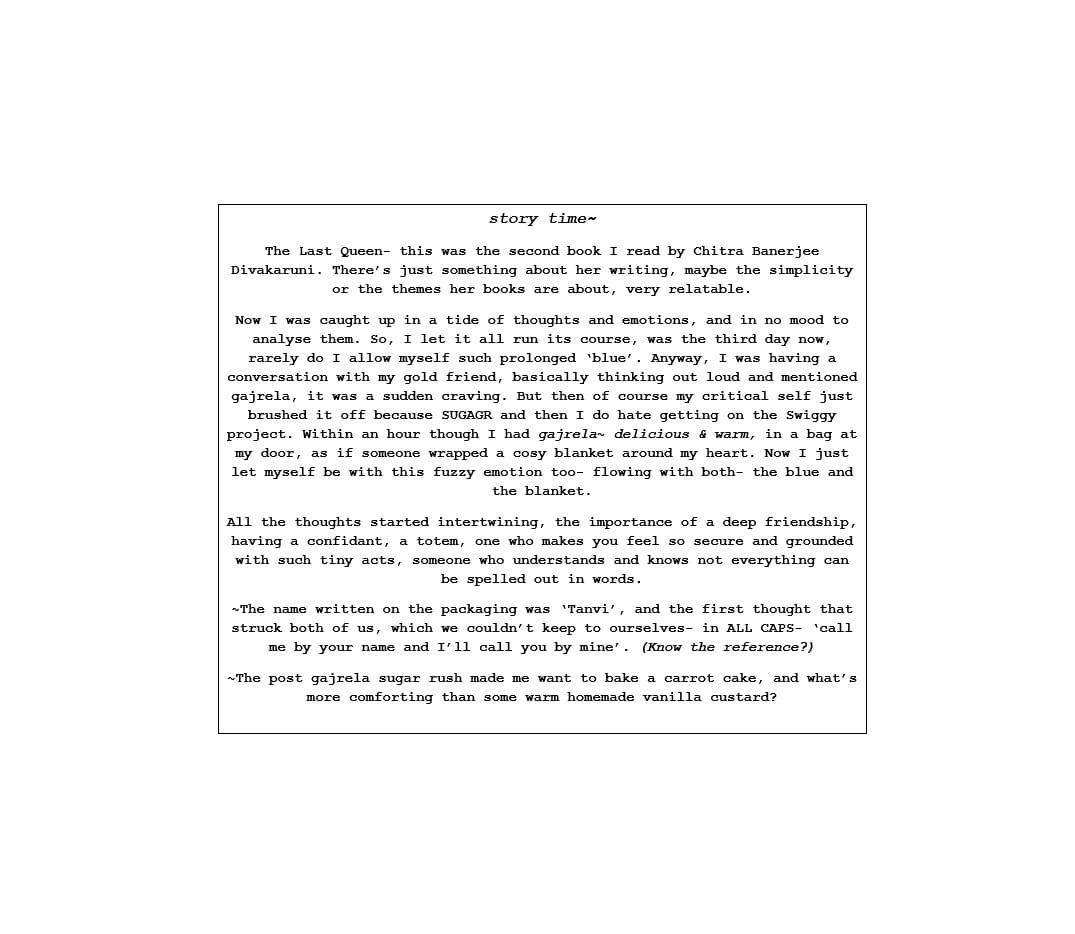 story time~
The Last Queen- this was the second book I read by Chitra Banerjee
Divakaruni. There's just something about her writing, maybe the simplicity
or the themes her books are about, very relatable.
Now I was caught up in a tide of thoughts and emotions, and in no mood to
analyse them. So, I let it all run its course, was the third day now,
rarely do I allow myself such prolonged ‘blue’. Anyway, I was having a
conversation with my gold friend, basically thinking out loud and mentioned
gajrela, it was a sudden craving. But then of course my critical self just
brushed it off because SUGAGR and then I do hate getting on the Swiggy
project. Within an hour though I had gajrela~ delicious & warm, in a bag at
my door, as if someone wrapped a cosy blanket around my heart. Now I just
let myself be with this fuzzy emotion too- flowing with both- the blue and
the blanket.
All the thoughts started intertwining, the importance of a deep friendship,
having a confidant, a totem, one who makes you feel so secure and grounded
with such tiny acts, someone who understands and knows not everything can
be spelled out in words.
~The name written on the packaging was ‘Tanvi’, and the first thought that
struck both of us, which we couldn’t keep to ourselves- in ALL CAPS- ‘call
me by your name and I’ll call you by mine’. (Know the reference?)
~The post gajrela sugar rush made me want to bake a carrot cake, and what’s
more comforting than some warm homemade vanilla custard?